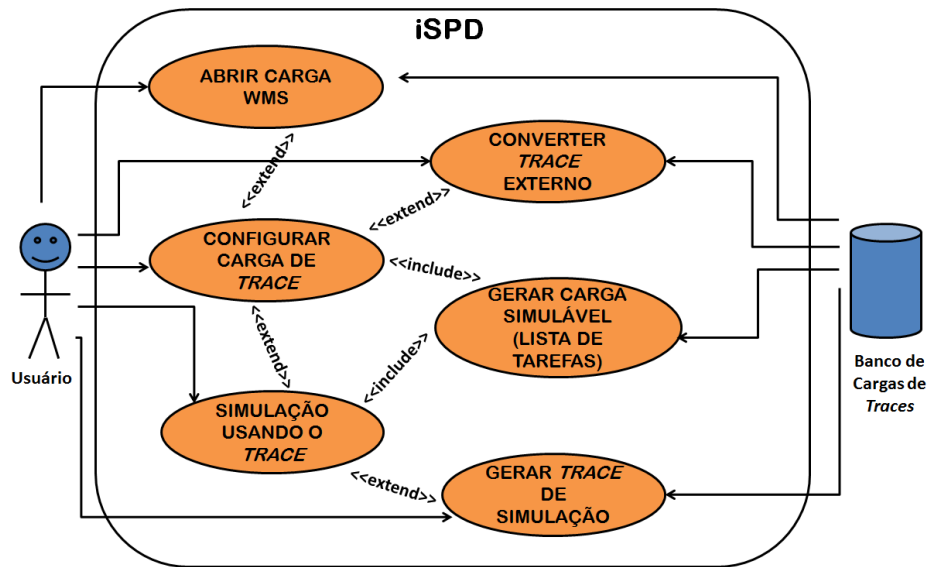 iSPD
ABRIR CARGA
WMS
<<extend>>
CONVERTER
TRACE
EXTERNO
<<extend>>
CONFIGURAR
CARGA DE
TRACE
<<include>>
GERAR CARGA
SIMULÁVEL
(LISTA DE
TAREFAS)
<<extend>>
<<include>>
Usuário
Banco de
Cargas de
Traces
SIMULAÇÃO
USANDO O
TRACE
<<extend>>
GERAR TRACE
DE
SIMULAÇÃO